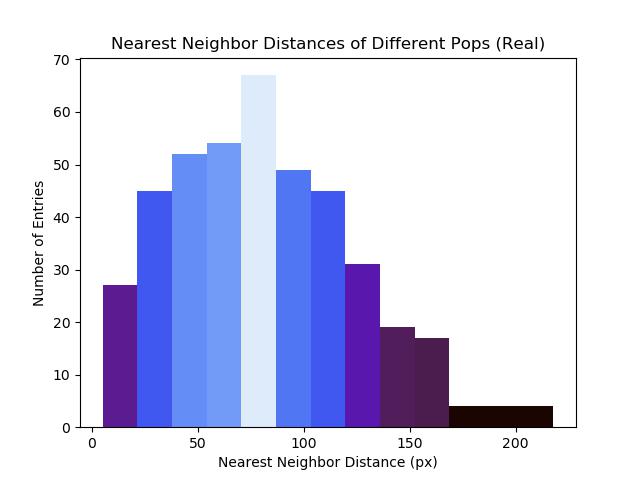 Nearest Neighbor Distances of Different Pops (Real)
70
60
50
40
30
20
10
0
Number of Entries
0 50 100 150 200
Nearest Neighbor Distance (px)